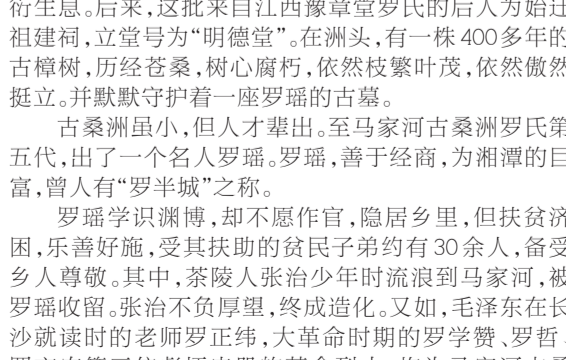 衍生息。后来，这批来自江西豫章堂罗氏的后人为始迁
祖建祠，立堂号为“明德堂”。在洲头，有一株400多年的
古樟树，历经苍桑，树心腐朽，依然枝繁叶茂，依然傲然
挺立。并默默守护着一座罗瑶的古墓。
古桑洲虽小，但人才辈出。至马家河古桑洲罗氏第
五代，出了一个名人罗瑶。罗瑶，善于经商，为湘潭的巨
富，曾人有“罗半城”之称。
罗瑶学识渊博，却不愿作官，隐居乡里，但扶贫济
困，乐善好施，受其扶助的贫民子弟约有30余人，备受
乡人尊敬。其中，茶陵人张治少年时流浪到马家河，被
罗瑶收留。张治不负厚望，终成造化。又如，毛泽东在长
沙就读时的老师罗正纬，大革命时期的罗学赞、罗哲、